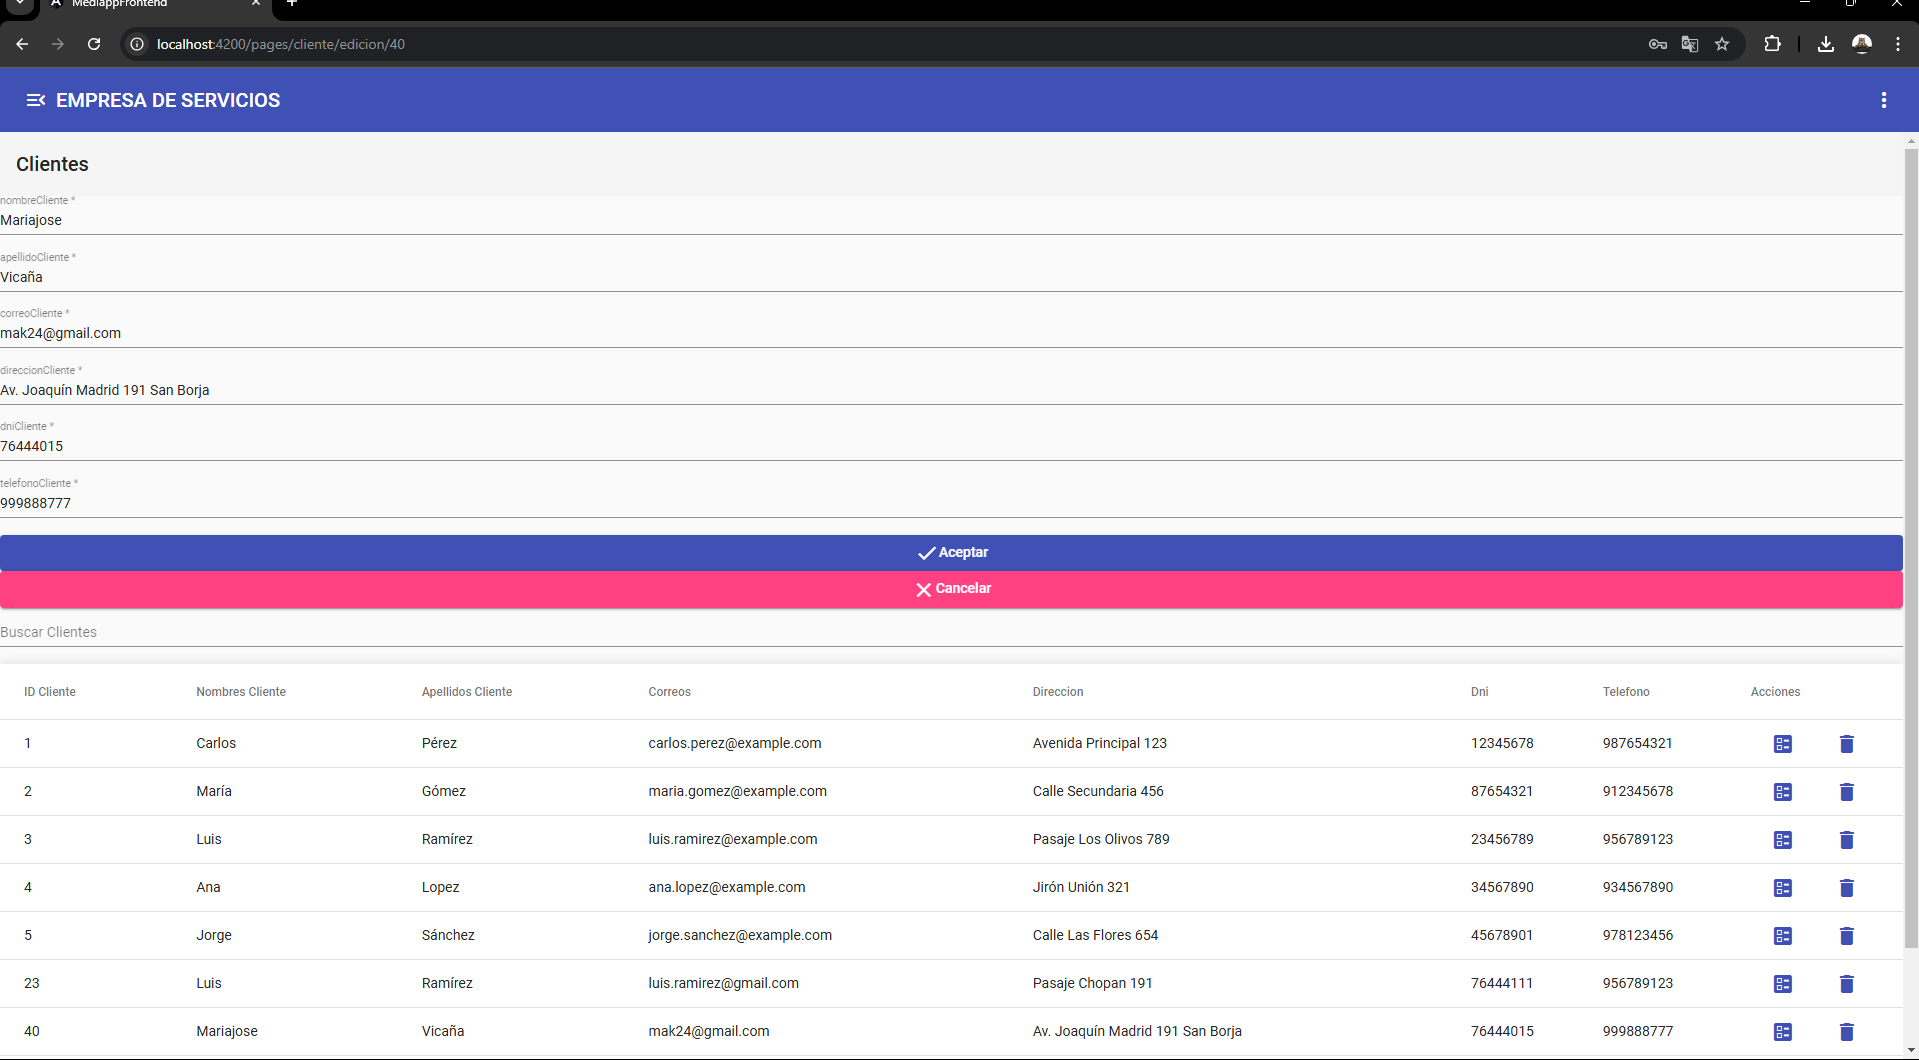 MediappFrontend
localhost:4200/pages/cliente/edicion/40
EMPRESA DE SERVICIOS
Clientes
nombreCliente *
Mariajose
apellidoCliente *
Vicaña
correoCliente *
mak24@gmail.com
direccionCliente *
Av. Joaquín Madrid 191 San Borja
dniCliente *
76444015
telefonoCliente *
999888777
Aceptar
Cancelar
Buscar Clientes
ID Cliente Nombres Cliente Apellidos Cliente Correos Direccion Dni Telefono Acciones
1 Carlos Pérez carlos.perez@example.com Avenida Principal 123 12345678 987654321
2 María Gómez maria.gomez@example.com Calle Secundaria 456 87654321 912345678
3 Luis Ramírez luis.ramirez@example.com Pasaje Los Olivos 789 23456789 956789123
4 Ana Lopez ana.lopez@example.com Jirón Unión 321 34567890 934567890
5 Jorge Sánchez jorge.sanchez@example.com Calle Las Flores 654 45678901 978123456
23 Luis Ramírez luis.ramirez@gmail.com Pasaje Chopan 191 76444111 956789123
40 Mariajose Vicaña mak24@gmail.com Av. Joaquín Madrid 191 San Borja 76444015 999888777